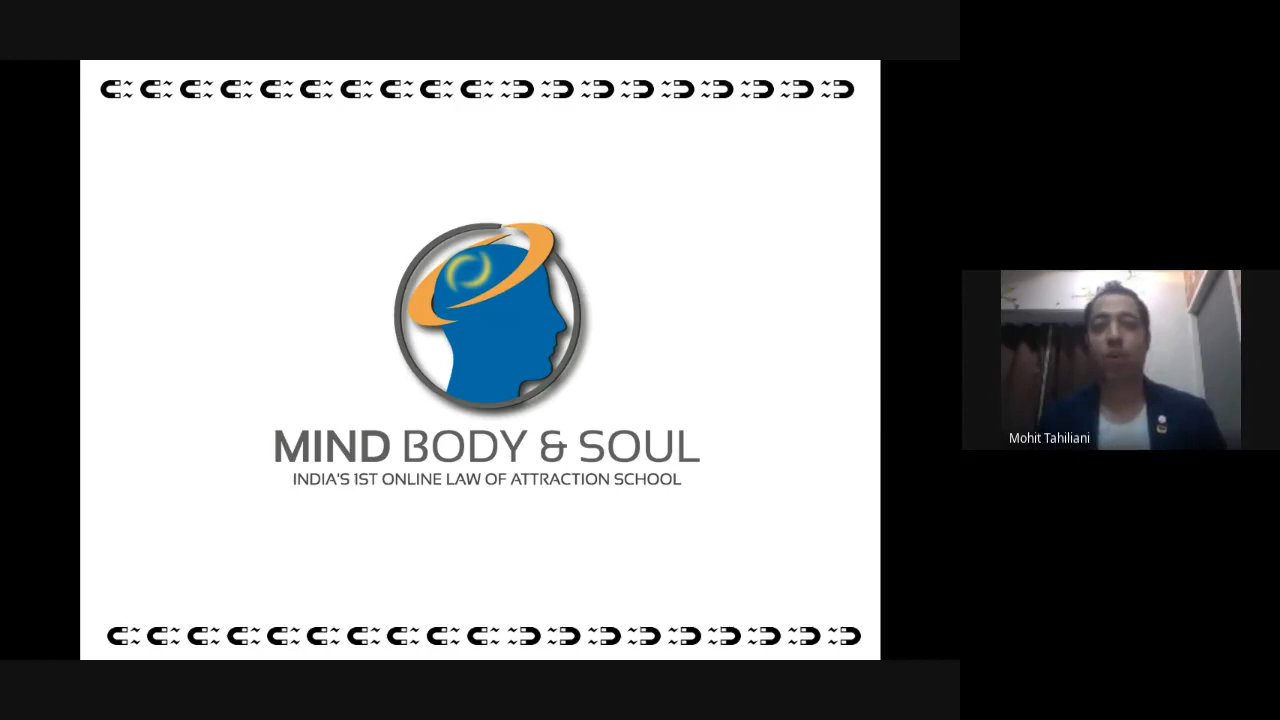 MIND BODY & SOUL
INDIA'S 1ST ONLINE LAW OF ATTRACTION SCHOOL
Mohit Tahiliani